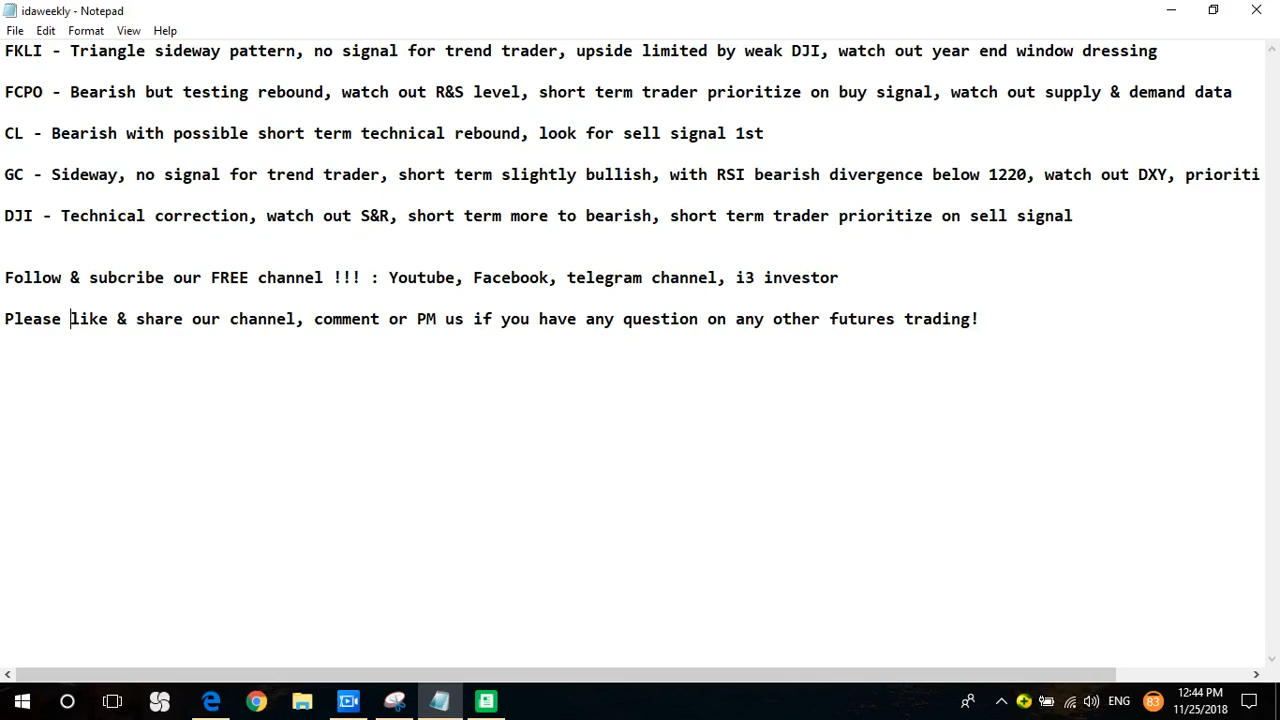 idaweekly - Notepad
File Edit Format View Help
FKLI - Triangle sideway pattern, no signal for trend trader, upside limited by weak DJI, watch out year end window dressing
FCPO - Bearish but testing rebound, watch out R&S level, short term trader prioritize on buy signal, watch out supply & demand data
CL - Bearish with possible short term technical rebound, look for sell signal 1st
GC - Sideway, no signal for trend trader, short term slightly bullish, with RSI bearish divergence below 1220, watch out DXY, prioriti
DJI - Technical correction, watch out S&R, short term more to bearish, short term trader prioritize on sell signal
Follow & subcribe our FREE channel !!! : Youtube, Facebook, telegram channel, i3 investor
Please like & share our channel, comment or PM us if you have any question on any other futures trading!
ENG
83
12:44 PM
11/25/2018